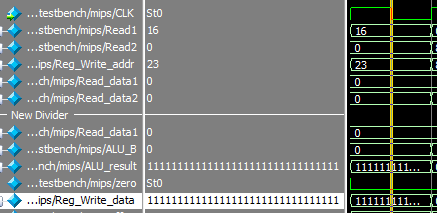 ...testbench/mips/CLK St0
...stbench/mips/Read1 16 16
...stbench/mips/Read2 0 0
...ips/Reg_Write_addr 23 23
...ch/mips/Read_data1 0 0
...ch/mips/Read_data2 0 0
New Divider
...ch/mips/Read_data1 0 0
...stbench/mips/ALU_B 0 0
...nch/mips/ALU_result 11111111111111111111111111111111 111111111...
...testbench/mips/zero St0
...ips/Reg_Write_data 11111111111111111111111111111111 111111111...